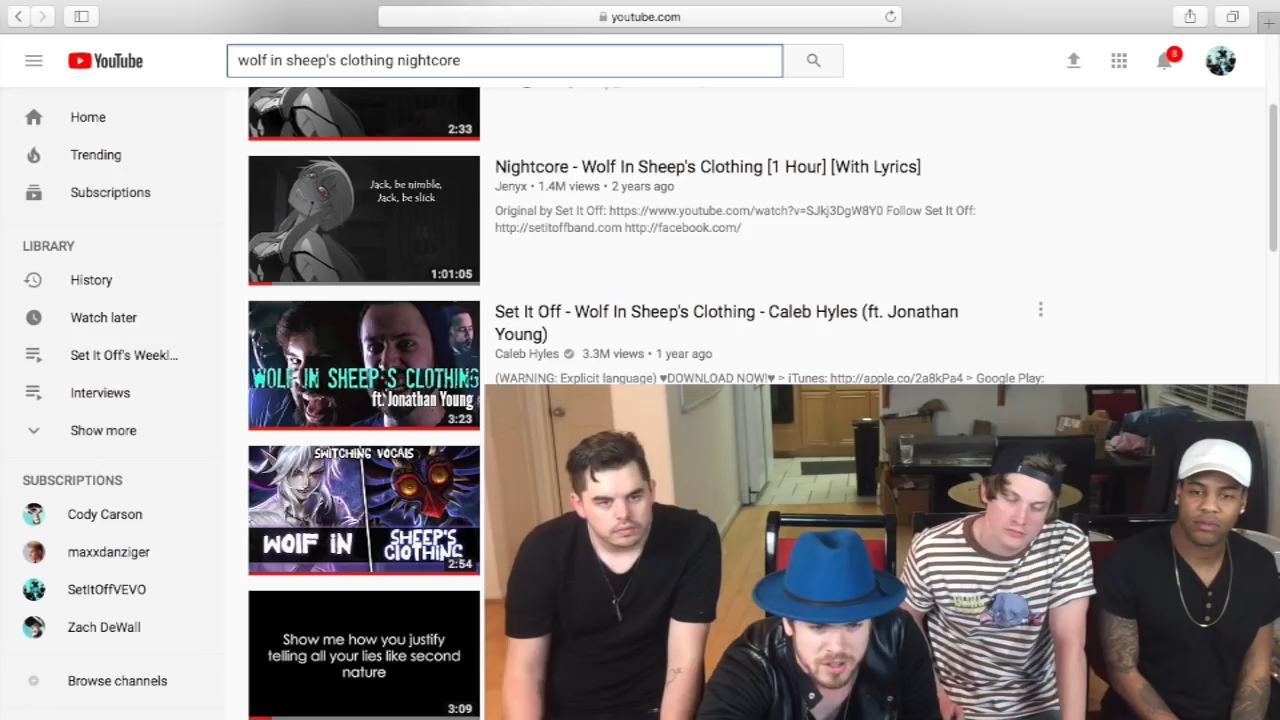 youtube.com
YouTube
wolf in sheep's clothing nightcore
8
Home
Trending
Subscriptions
LIBRARY
History
Watch later
Set It Off's Weekl...
Interviews
Show more
SUBSCRIPTIONS
Cody Carson
maxxdanziger
SetItOffVEVO
Zach DeWall
Browse channels
2:33
Jack, be nimble,
Jack, be slick
1:01:05
Nightcore - Wolf In Sheep's Clothing [1 Hour] [With Lyrics]
Jenyx • 1.4M views • 2 years ago
Original by Set It Off: https://www.youtube.com/watch?v=SJkj3DgW8Y0 Follow Set It Off:
http://setitoffband.com http://facebook.com/
WOLF IN SHEEP'S CLOTHING
ft. Jonathan Young
3:23
Set It Off - Wolf In Sheep's Clothing - Caleb Hyles (ft. Jonathan
Young)
Caleb Hyles 3.3M views • 1 year ago
(WARNING: Explicit language) ♥DOWNLOAD NOW!♥ > iTunes: http://apple.co/2a8kPa4 > Google Play:
SWITCHING VOCALS
WOlF iN
SHEEP'S
CLOTHING
2:54
Show me how you justify
telling all your lies like second
nature
3:09